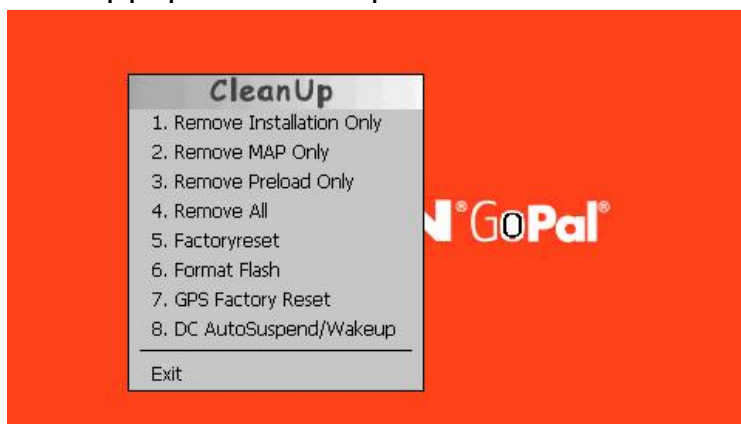 CleanUp
1. Remove Installation Only
2. Remove MAP Only
3. Remove Preload Only
4. Remove All
N®GoPal®
5. Factoryreset
6. Format Flash
7. GPS Factory Reset
8. DC AutoSuspend/Wakeup
Exit